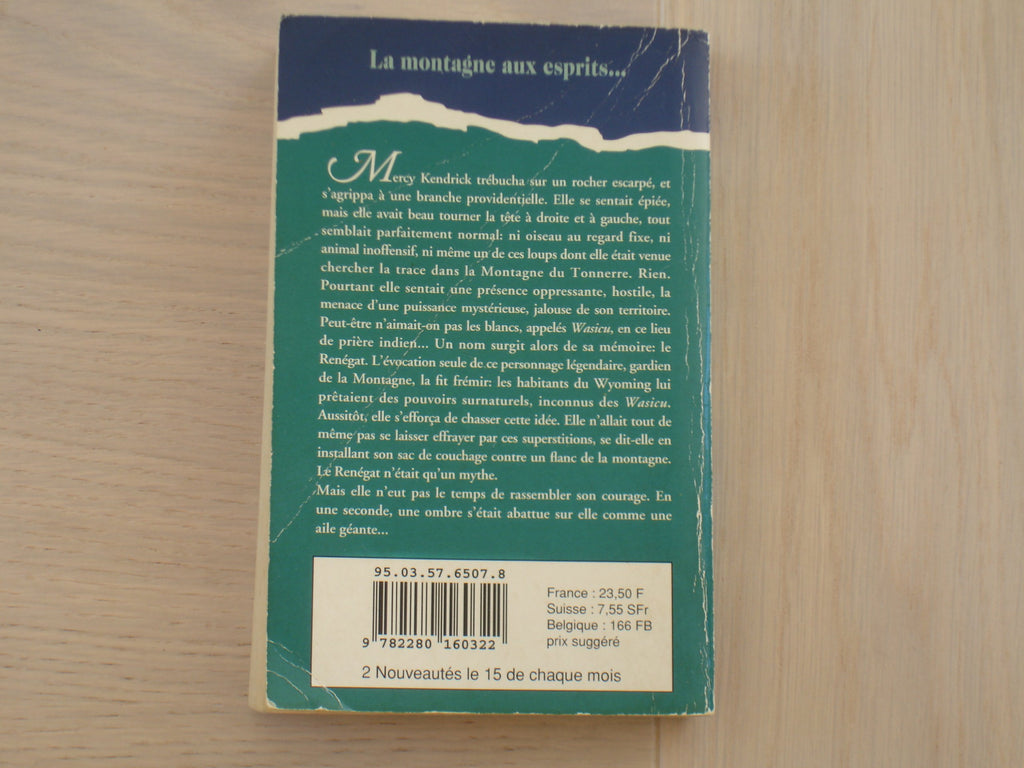 La montagne aux esprits...
Mercy Kendrick trébucha sur un rocher escarpé, et
s'agrippa à une branche providentielle. Elle se sentait épiée,
mais elle avait beau tourner la tête à droite et à gauche, tout
semblait parfaitement normal: ni oiseau au regard fixe, ni
animal inoffensif, ni même un de ces loups dont elle était venue
chercher la trace dans la Montagne du Tonnerre. Rien.
Pourtant elle sentait une présence oppressante, hostile, la
menace d'une puissance mystérieuse, jalouse de son territoire.
Peut-être n'aimait-on pas les blancs, appelés Wasicu, en ce lieu
de prière indien... Un nom surgit alors de sa mémoire: le
Renégat. L'évocation seule de ce personnage légendaire, gardien
de la Montagne, la fit frémir: les habitants du Wyoming lui
prêtaient des pouvoirs surnaturels, inconnus des Wasicu.
Aussitôt, elle s'efforça de chasser cette idée. Elle n'allait tout de
même pas se laisser effrayer par ces superstitions, se dit-elle en
installant son sac de couchage contre un flanc de la montagne.
Le Renégat n'était qu'un mythe.
Mais elle n'eut pas le temps de rassembler son courage. En
une seconde, une ombre s'était abattue sur elle comme une
aile géante...
95.03.57.6507.8
9 782280 160322
France : 23,50 F
Suisse : 7,55 SFr
Belgique : 166 FB
prix suggéré
2 Nouveautés le 15 de chaque mois